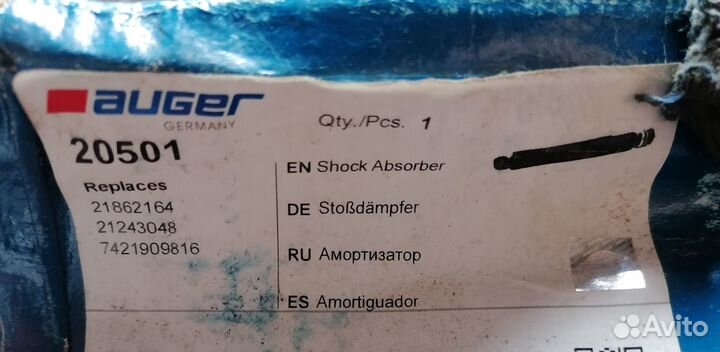 auger
GERMANY
20501
Replaces
21862164
21243048
7421909816
Qty./Pcs. 1
EN Shock Absorber
DE Stoßdämpfer
RU Амортизатор
ES Amortiguador
Avito